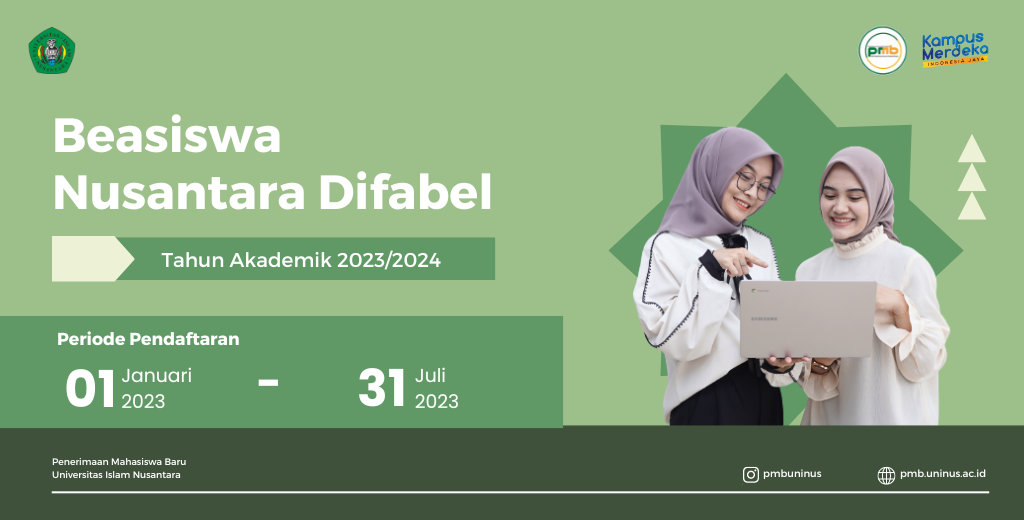 pmb
Kampus
Merdeka
INDONESIA JAYA
Beasiswa
Nusantara Difabel
Tahun Akademik 2023/2024
SAMSUNG
Periode Pendaftaran
01 Januari
2023
-
31 Juli
2023
Penerimaan Mahasiswa Baru
Universitas Islam Nusantara
pmbuninus
pmb.uninus.ac.id